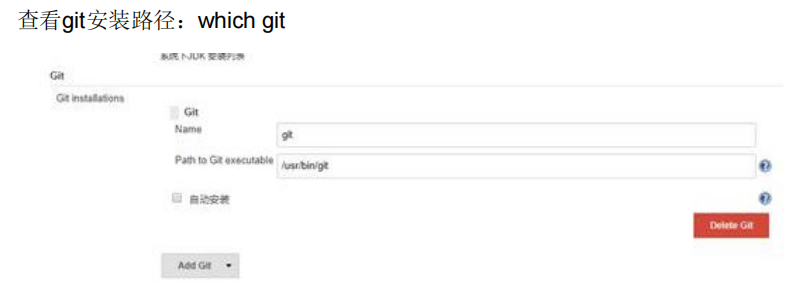 查看git安装路径：which git
系统下JDK 安装列表
Git
Git installations
Git
Name
git
Path to Git executable
/usr/bin/git
自动安装
Delete Git
Add Git